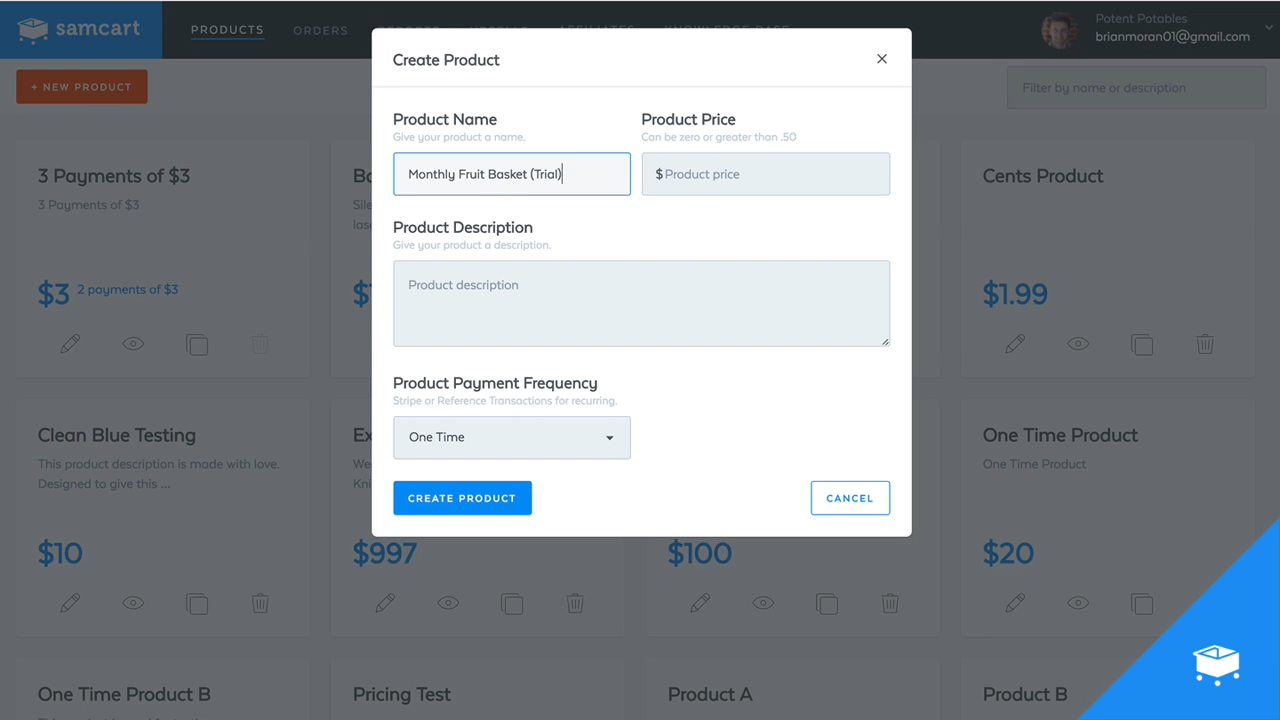 samcart
PRODUCTS
ORDERS
AFFILIATES
KNOWLEDGE BASE
Potent Potables
brianmoran01@gmail.com
+ NEW PRODUCT
Filter by name or description
Create Product
Product Name
Give your product a name.
Monthly Fruit Basket (Trial)
Product Price
Can be zero or greater than .50
$ Product price
Product Description
Give your product a description.
Product description
Product Payment Frequency
Stripe or Reference Transactions for recurring.
One Time
CREATE PRODUCT
CANCEL
3 Payments of $3
3 Payments of $3
$3 2 payments of $3
Cents Product
$1.99
Clean Blue Testing
This product description is made with love.
Designed to give this ...
$10
$997
$100
One Time Product
One Time Product
$20
One Time Product B
Pricing Test
Product A
Product B